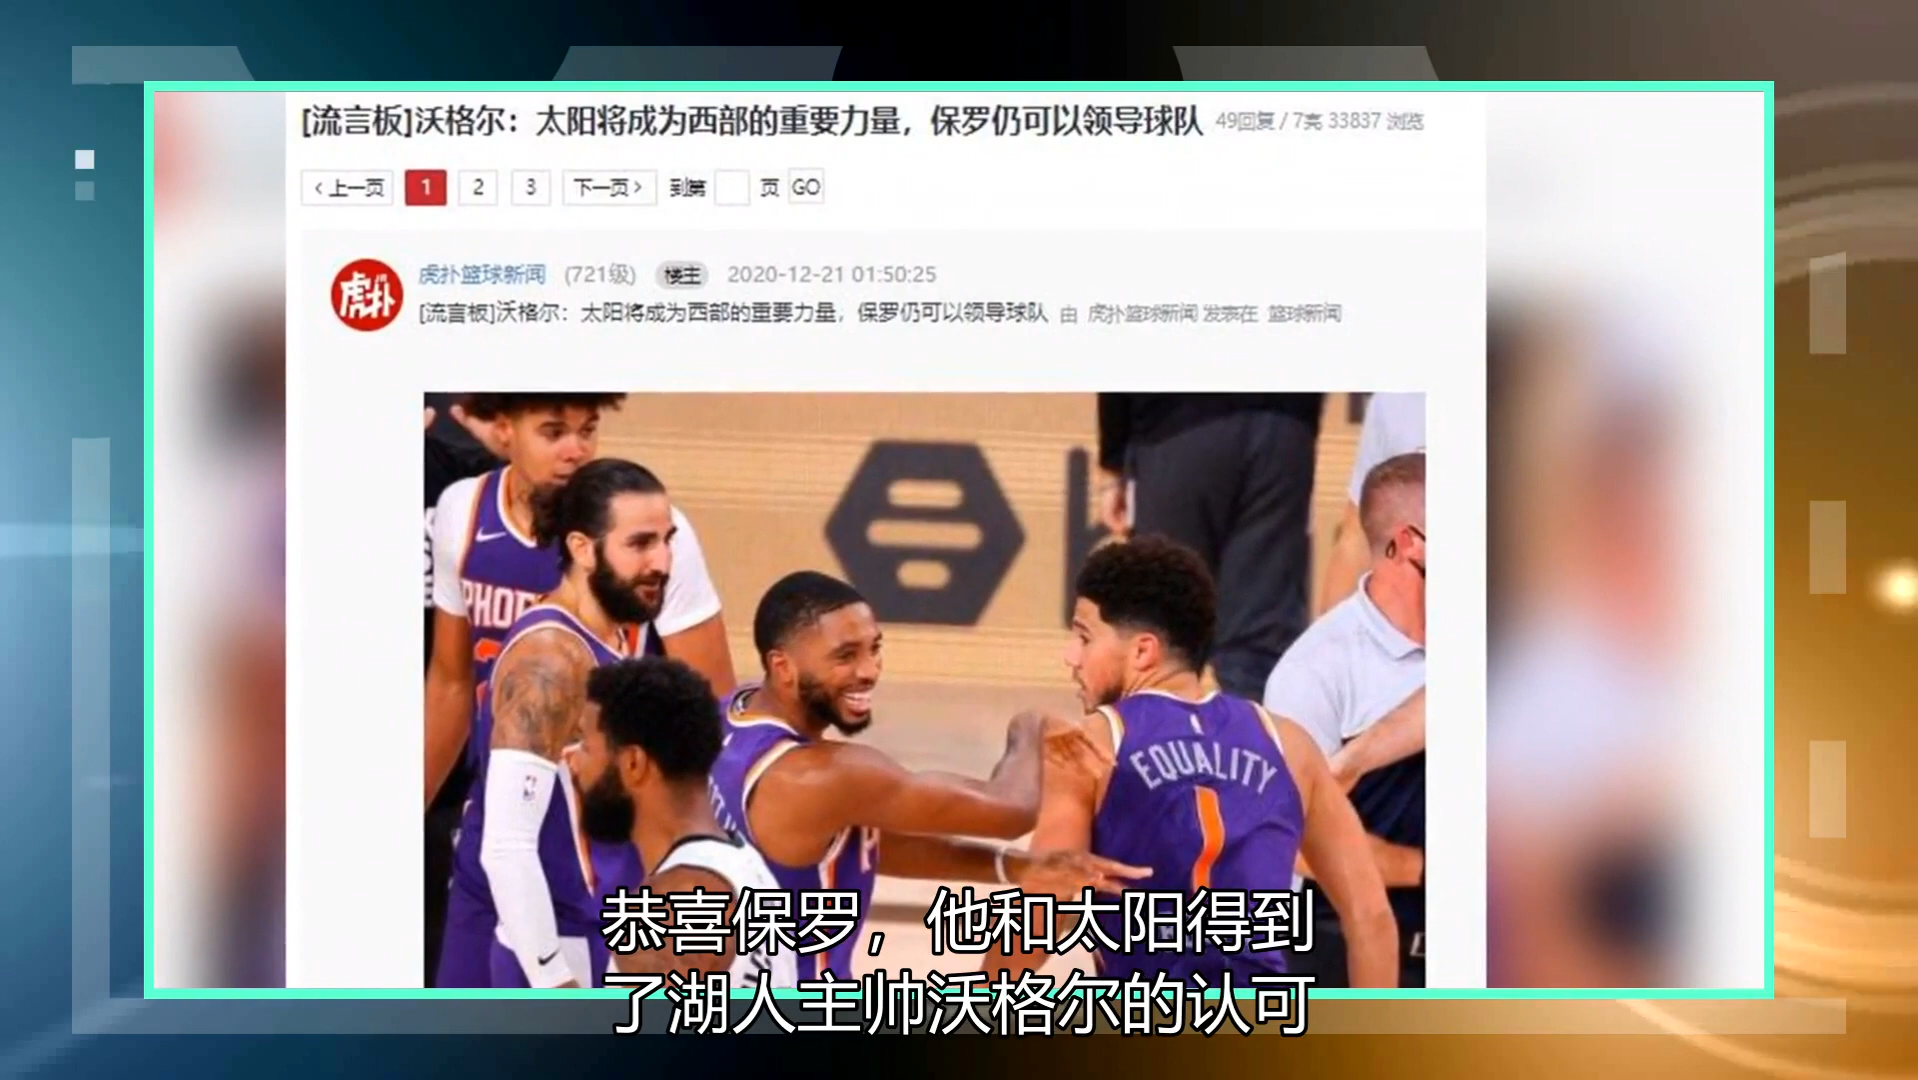 [流言板]沃格尔：太阳将成为西部的重要力量，保罗仍可以领导球队 49回复 / 7亮 33837 浏览
‹ 上一页 1 2 3 下一页 › 到第 页 GO
虎扑
虎扑篮球新闻 (721级) 楼主 2020-12-21 01:50:25
[流言板]沃格尔：太阳将成为西部的重要力量，保罗仍可以领导球队 由 虎扑篮球新闻 发表在 篮球新闻
PHOE
EQUALITY
1
恭喜保罗，他和太阳得到
了湖人主帅沃格尔的认可